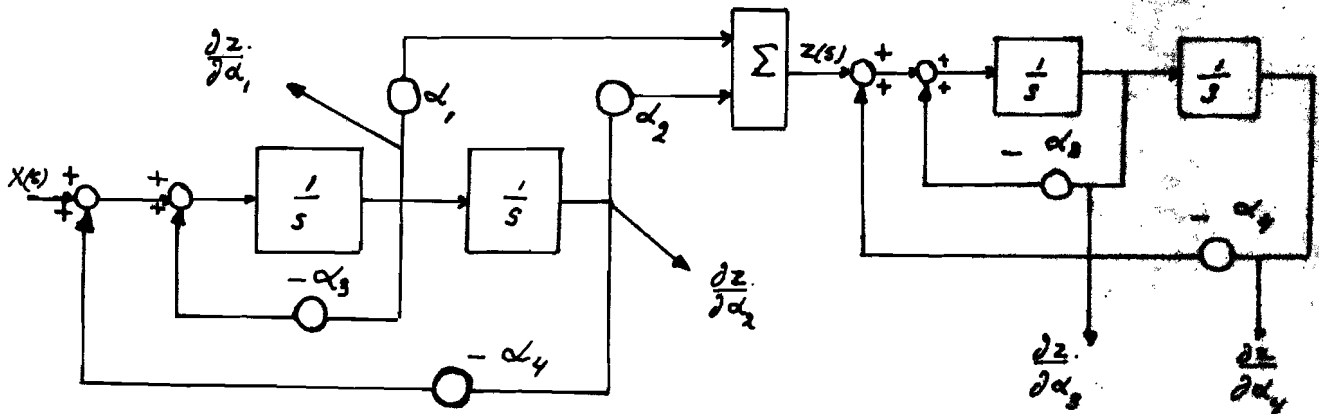 ∂z/∂α₁
α₁
Σ
α₂
X(s)
+
+
+
+
1/s
1/s
− α₃
− α₄
∂z/∂α₂
Z(s)
+
+
+
+
1/s
1/s
− α₃
− α₄
∂z/∂α₃
∂z/∂α₄